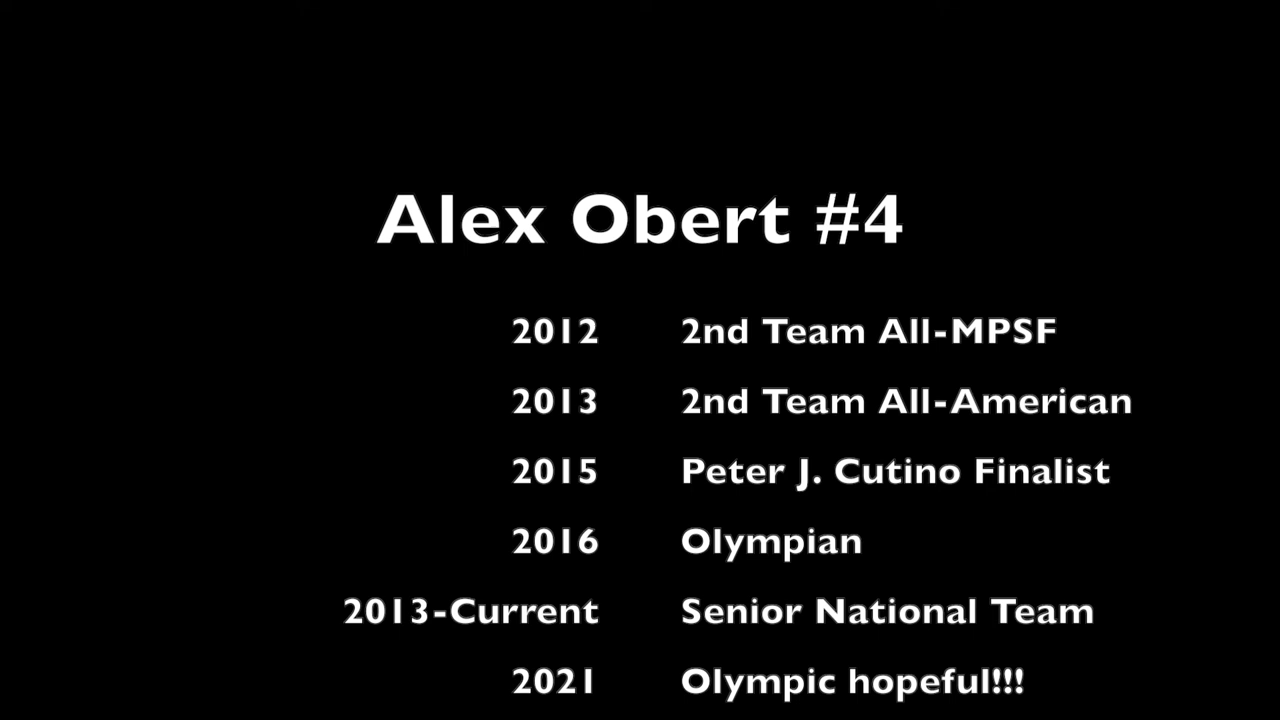 Alex Obert #4
2012 2nd Team All-MPSF
2013 2nd Team All-American
2015 Peter J. Cutino Finalist
2016 Olympian
2013-Current Senior National Team
2021 Olympic hopeful!!!